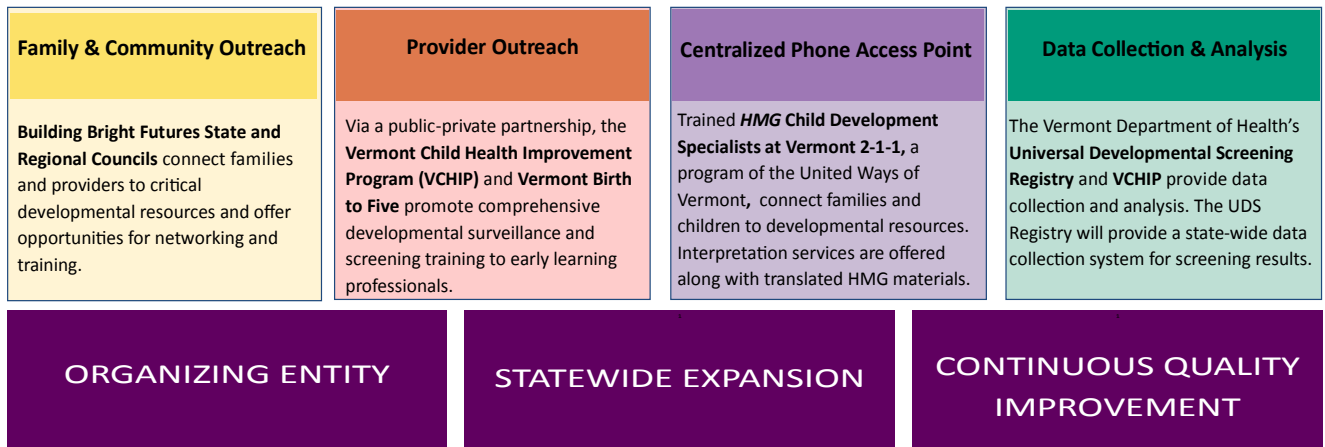 Family & Community Outreach
Building Bright Futures State and
Regional Councils connect families
and providers to critical
developmental resources and offer
opportunities for networking and
training.
Provider Outreach
Via a public-private partnership, the
Vermont Child Health Improvement
Program (VCHIP) and Vermont Birth
to Five promote comprehensive
developmental surveillance and
screening training to early learning
professionals.
Centralized Phone Access Point
Trained HMG Child Development
Specialists at Vermont 2-1-1, a
program of the United Ways of
Vermont, connect families and
children to developmental resources.
Interpretation services are offered
along with translated HMG materials.
Data Collection & Analysis
The Vermont Department of Health's
Universal Developmental Screening
Registry and VCHIP provide data
collection and analysis. The UDS
Registry will provide a state-wide data
collection system for screening results.
ORGANIZING ENTITY
STATEWIDE EXPANSION
CONTINUOUS QUALITY
IMPROVEMENT